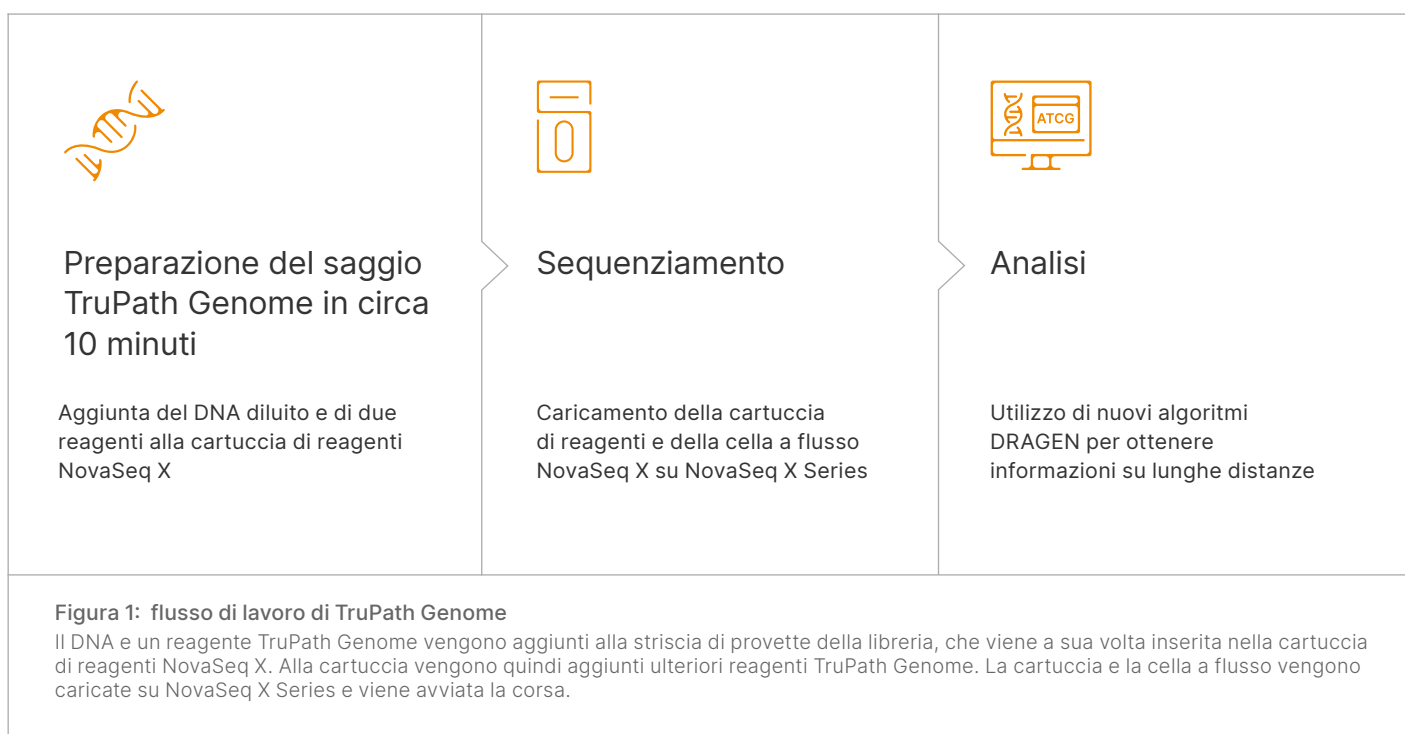 ATCG
Preparazione del saggio
TruPath Genome in circa
10 minuti
Aggiunta del DNA diluito e di due
reagenti alla cartuccia di reagenti
NovaSeq X
Sequenziamento
Caricamento della cartuccia
di reagenti e della cella a flusso
NovaSeq X su NovaSeq X Series
Analisi
Utilizzo di nuovi algoritmi
DRAGEN per ottenere
informazioni su lunghe distanze
Figura 1: flusso di lavoro di TruPath Genome
Il DNA e un reagente TruPath Genome vengono aggiunti alla striscia di provette della libreria, che viene a sua volta inserita nella cartuccia
di reagenti NovaSeq X. Alla cartuccia vengono quindi aggiunti ulteriori reagenti TruPath Genome. La cartuccia e la cella a flusso vengono
caricate su NovaSeq X Series e viene avviata la corsa.